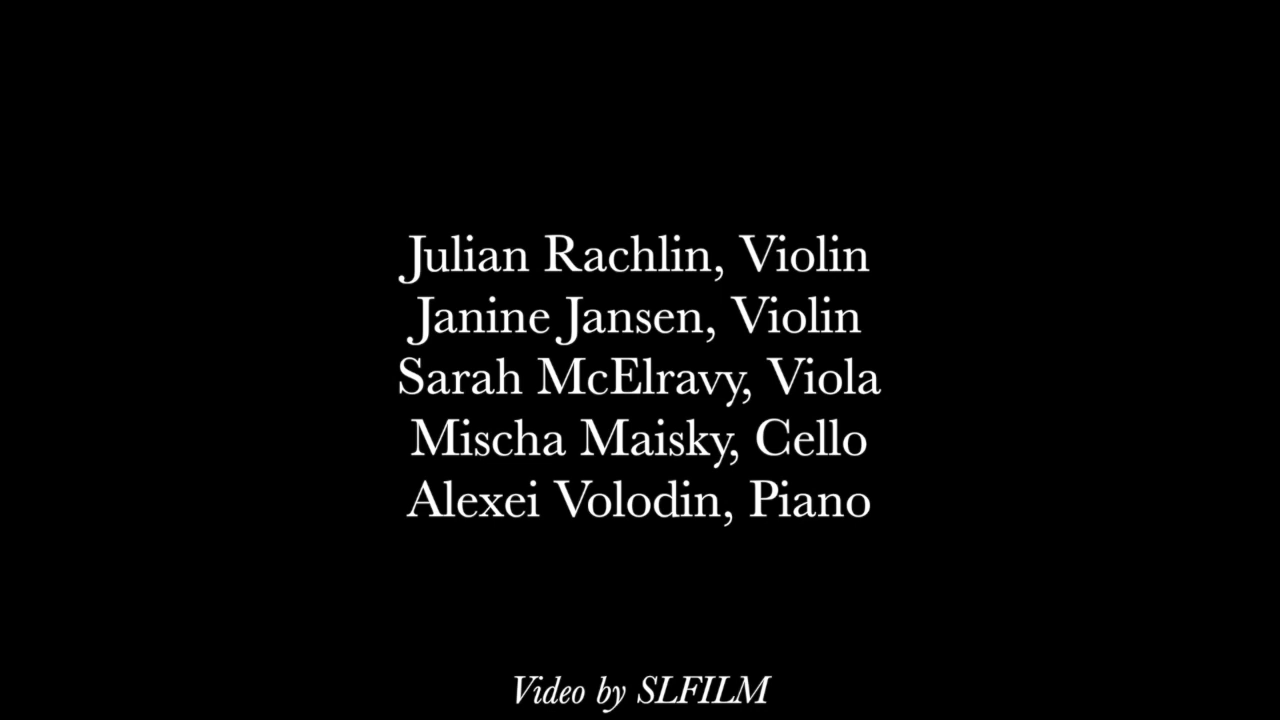 Julian Rachlin, Violin
Janine Jansen, Violin
Sarah McElravy, Viola
Mischa Maisky, Cello
Alexei Volodin, Piano
Video by SLFILM